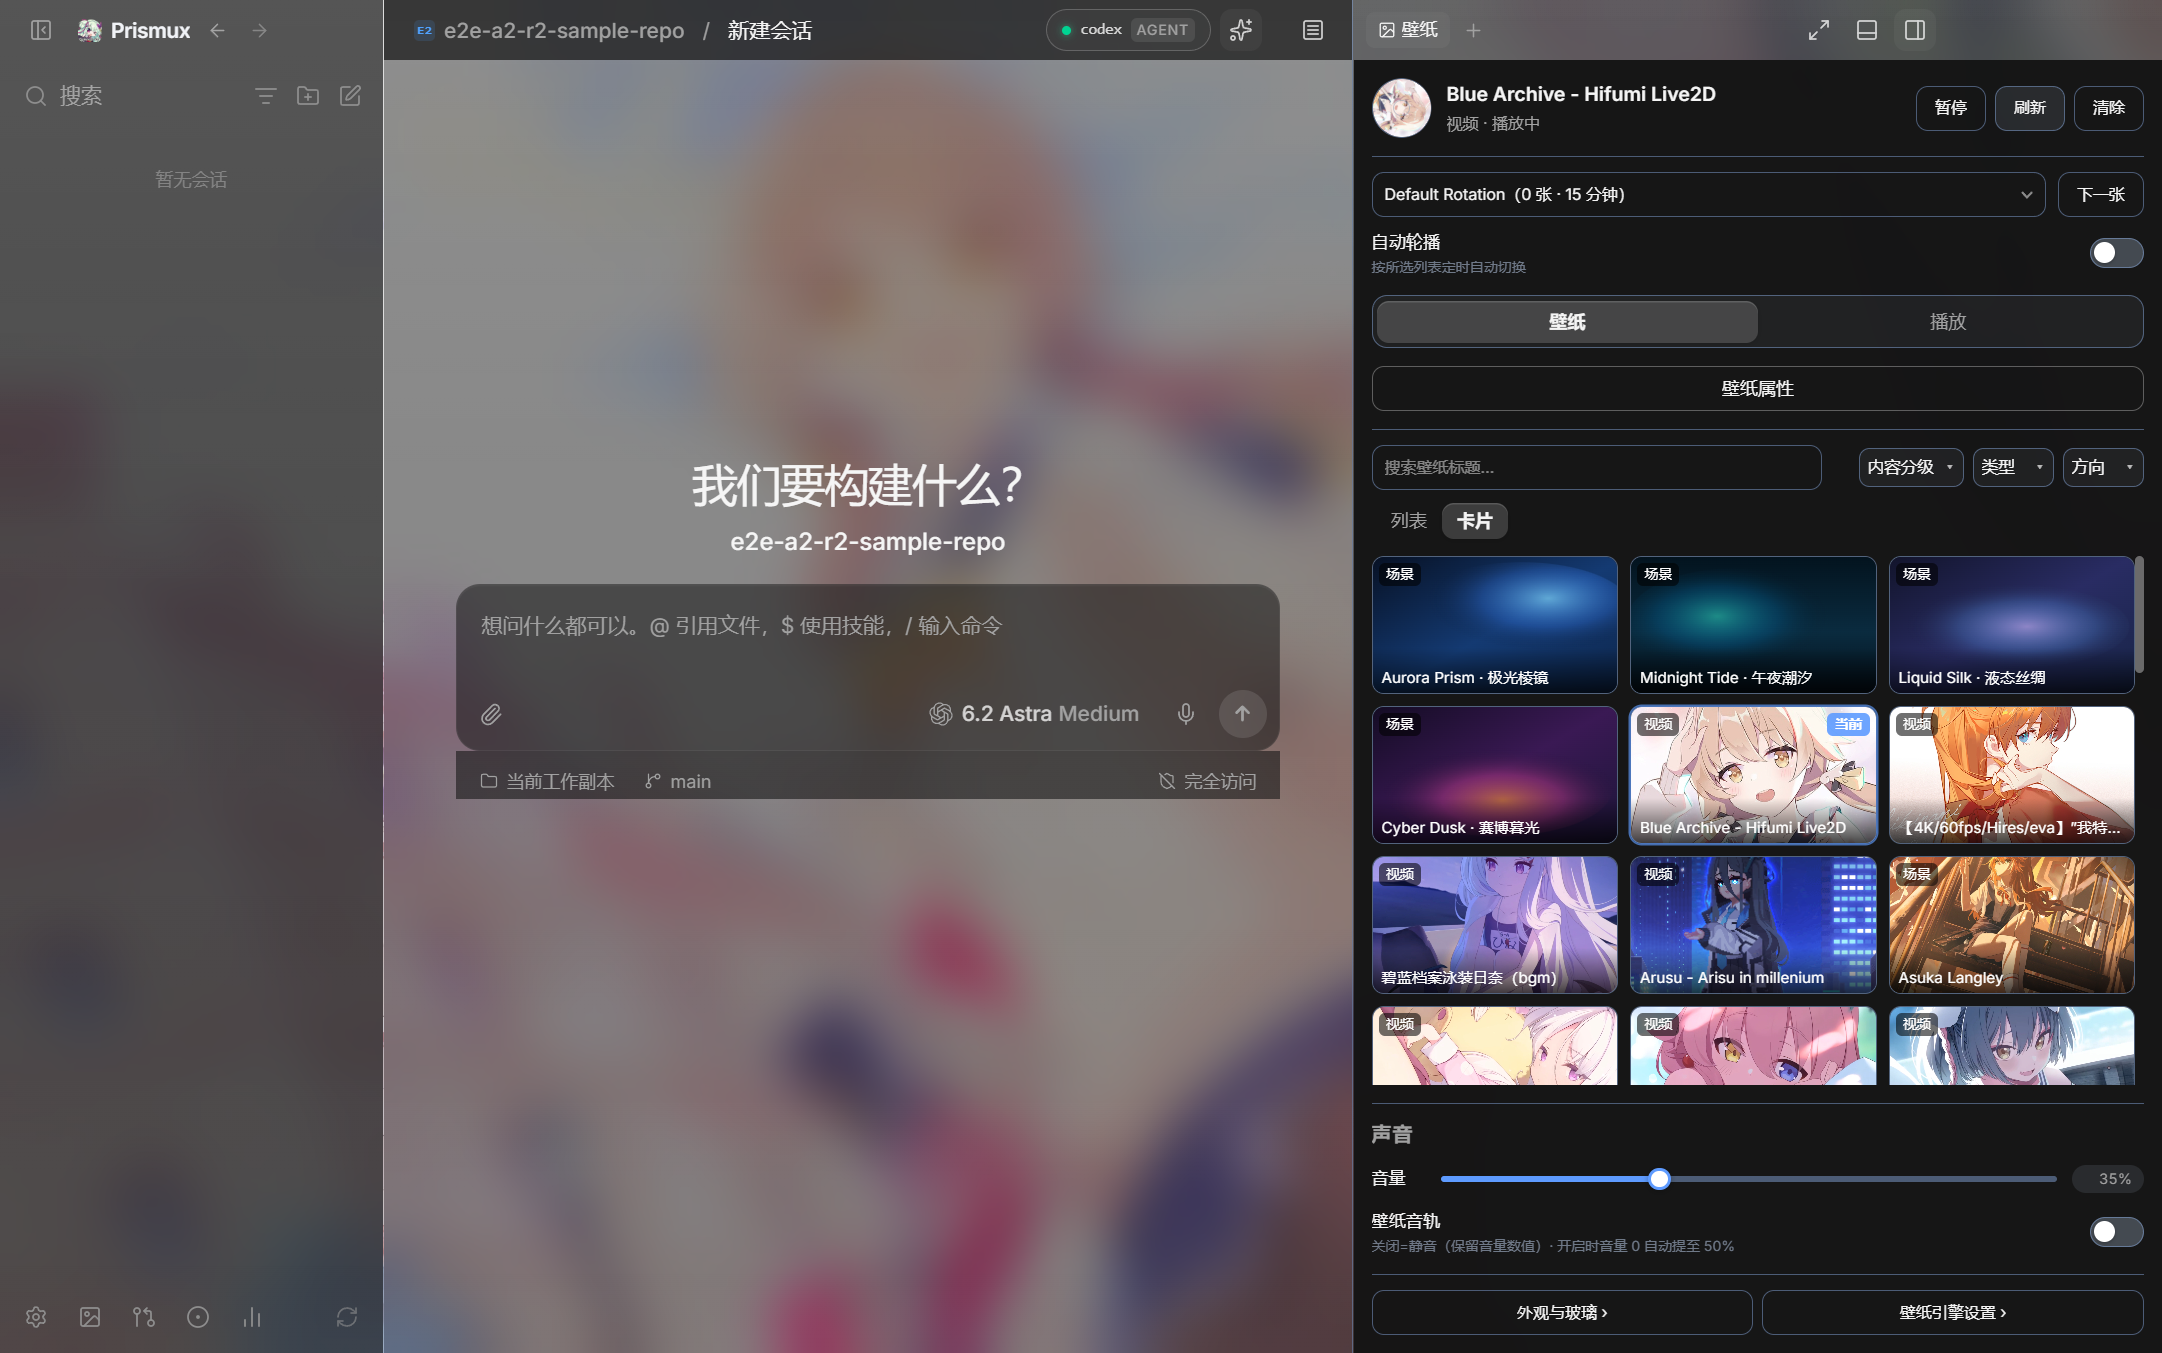 Prismux
搜索
暂无会话
E2 e2e-a2-r2-sample-repo / 新建会话
codex AGENT
我们要构建什么?
e2e-a2-r2-sample-repo
想问什么都可以。@ 引用文件，$ 使用技能，/ 输入命令
6.2 Astra Medium
当前工作副本
main
完全访问
壁纸
Blue Archive - Hifumi Live2D
视频 · 播放中
暂停
刷新
清除
Default Rotation（0 张 · 15 分钟）
下一张
自动轮播
按所选列表定时自动切换
壁纸
播放
壁纸属性
搜索壁纸标题...
内容分级
类型
方向
列表
卡片
场景
Aurora Prism · 极光棱镜
场景
Midnight Tide · 午夜潮汐
场景
Liquid Silk · 液态丝绸
场景
Cyber Dusk · 赛博暮光
视频
当前
Blue Archive - Hifumi Live2D
视频
【4K/60fps/Hires/eva】"我特...
视频
碧蓝档案泳装日奈（bgm）
视频
Arusu - Arisu in millenium
场景
Asuka Langley
视频
视频
视频
声音
音量
35%
壁纸音轨
关闭=静音（保留音量数值）· 开启时音量 0 自动提至 50%
外观与玻璃 ›
壁纸引擎设置 ›